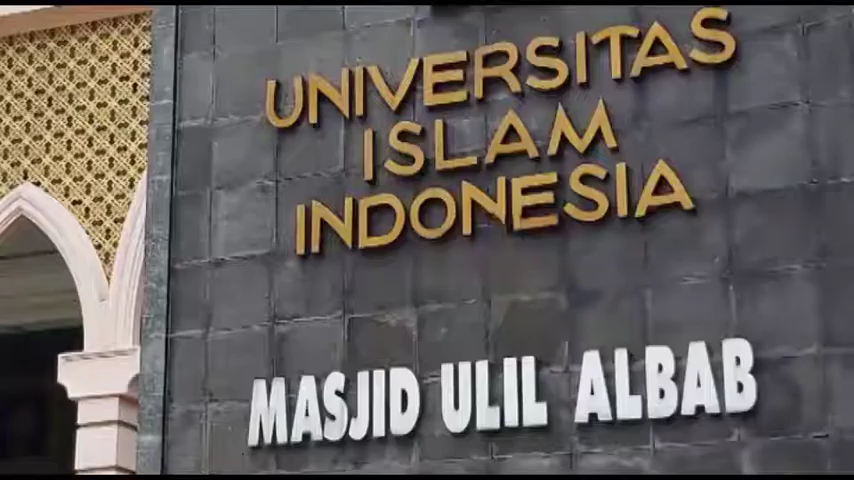 UNIVERSITAS
ISLAM
INDONESIA
MASJID ULIL ALBAB